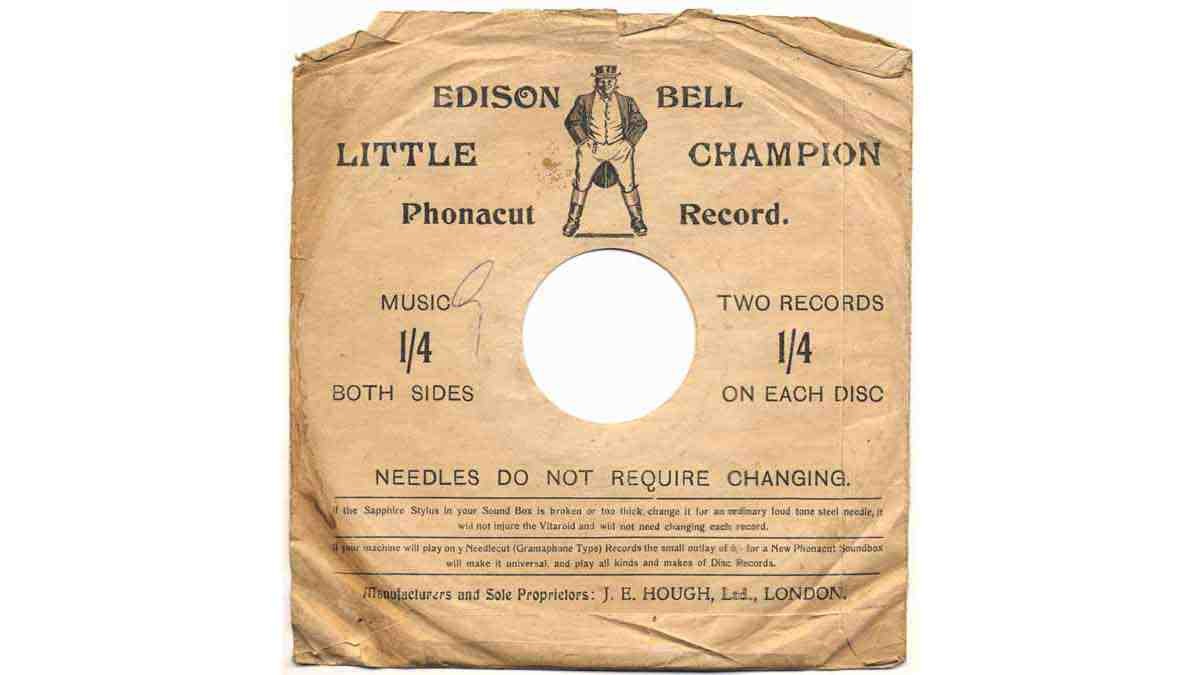 EDISON BELL
LITTLE CHAMPION
Phonacut Record.
MUSIC TWO RECORDS
1/4 1/4
BOTH SIDES ON EACH DISC
NEEDLES DO NOT REQUIRE CHANGING.
If the Sapphire Stylus in your Sound Box is broken or too thick, change it for an ordinary loud tone steel needle, it
will not injure the Vitaroid and will not need changing each record.
If your machine will play only Needlecut (Gramaphone Type) Records the small outlay of for a New Phonacut Soundbox
will make it universal, and play all kinds and makes of Disc Records.
Manufacturers and Sole Proprietors: J. E. HOUGH, Ltd., LONDON.